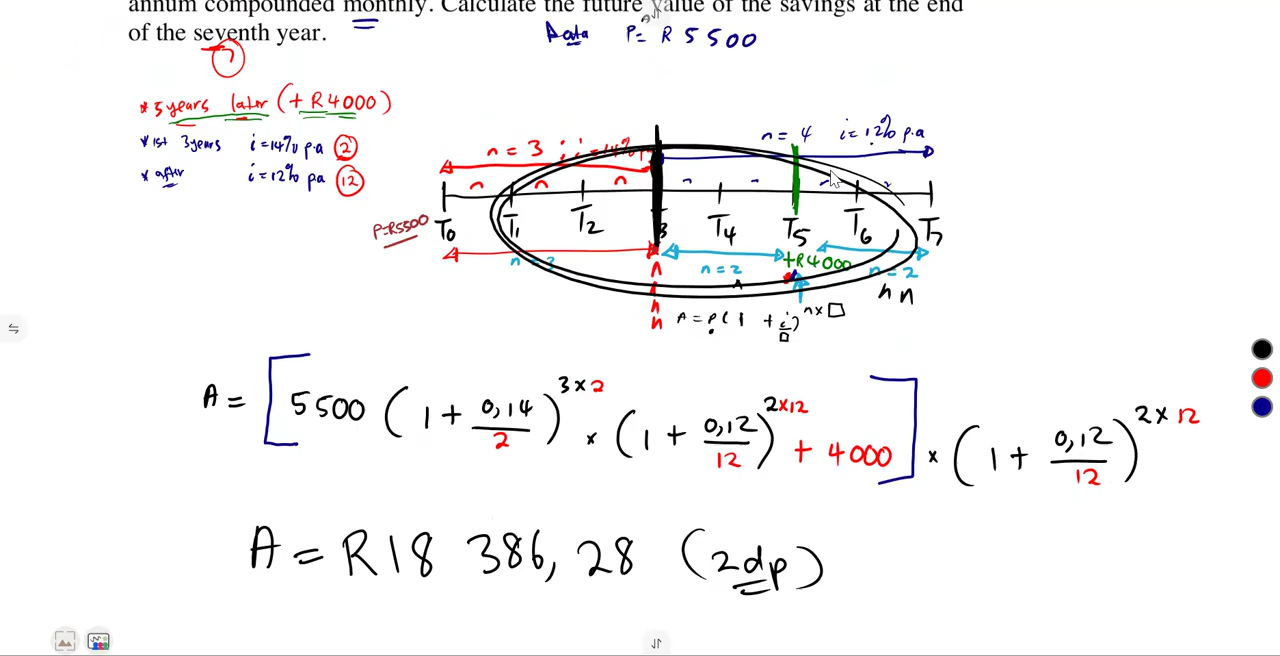 annum compounded monthly. Calculate the future value of the savings at the end
of the seventh year.
Data P= R 5500
7
* 5 years later (+ R4000)
* 1st 3years i=14% p.a 2
* after i=12% pa 12
n = 3 i i=14% p
n = 4 i=12% p.a
P=R5500
T0 T1 T2 T3 T4 T5 T6 T7
n = 3 n=2 +R4000 n = 2
n n
A = P( 1 + i/□)^n×□
A = [5500 (1 + 0,14/2)^3×2 × (1 + 0,12/12)^2×12 + 4000] × (1 + 0,12/12)^2×12
A = R18 386,28 (2dp)